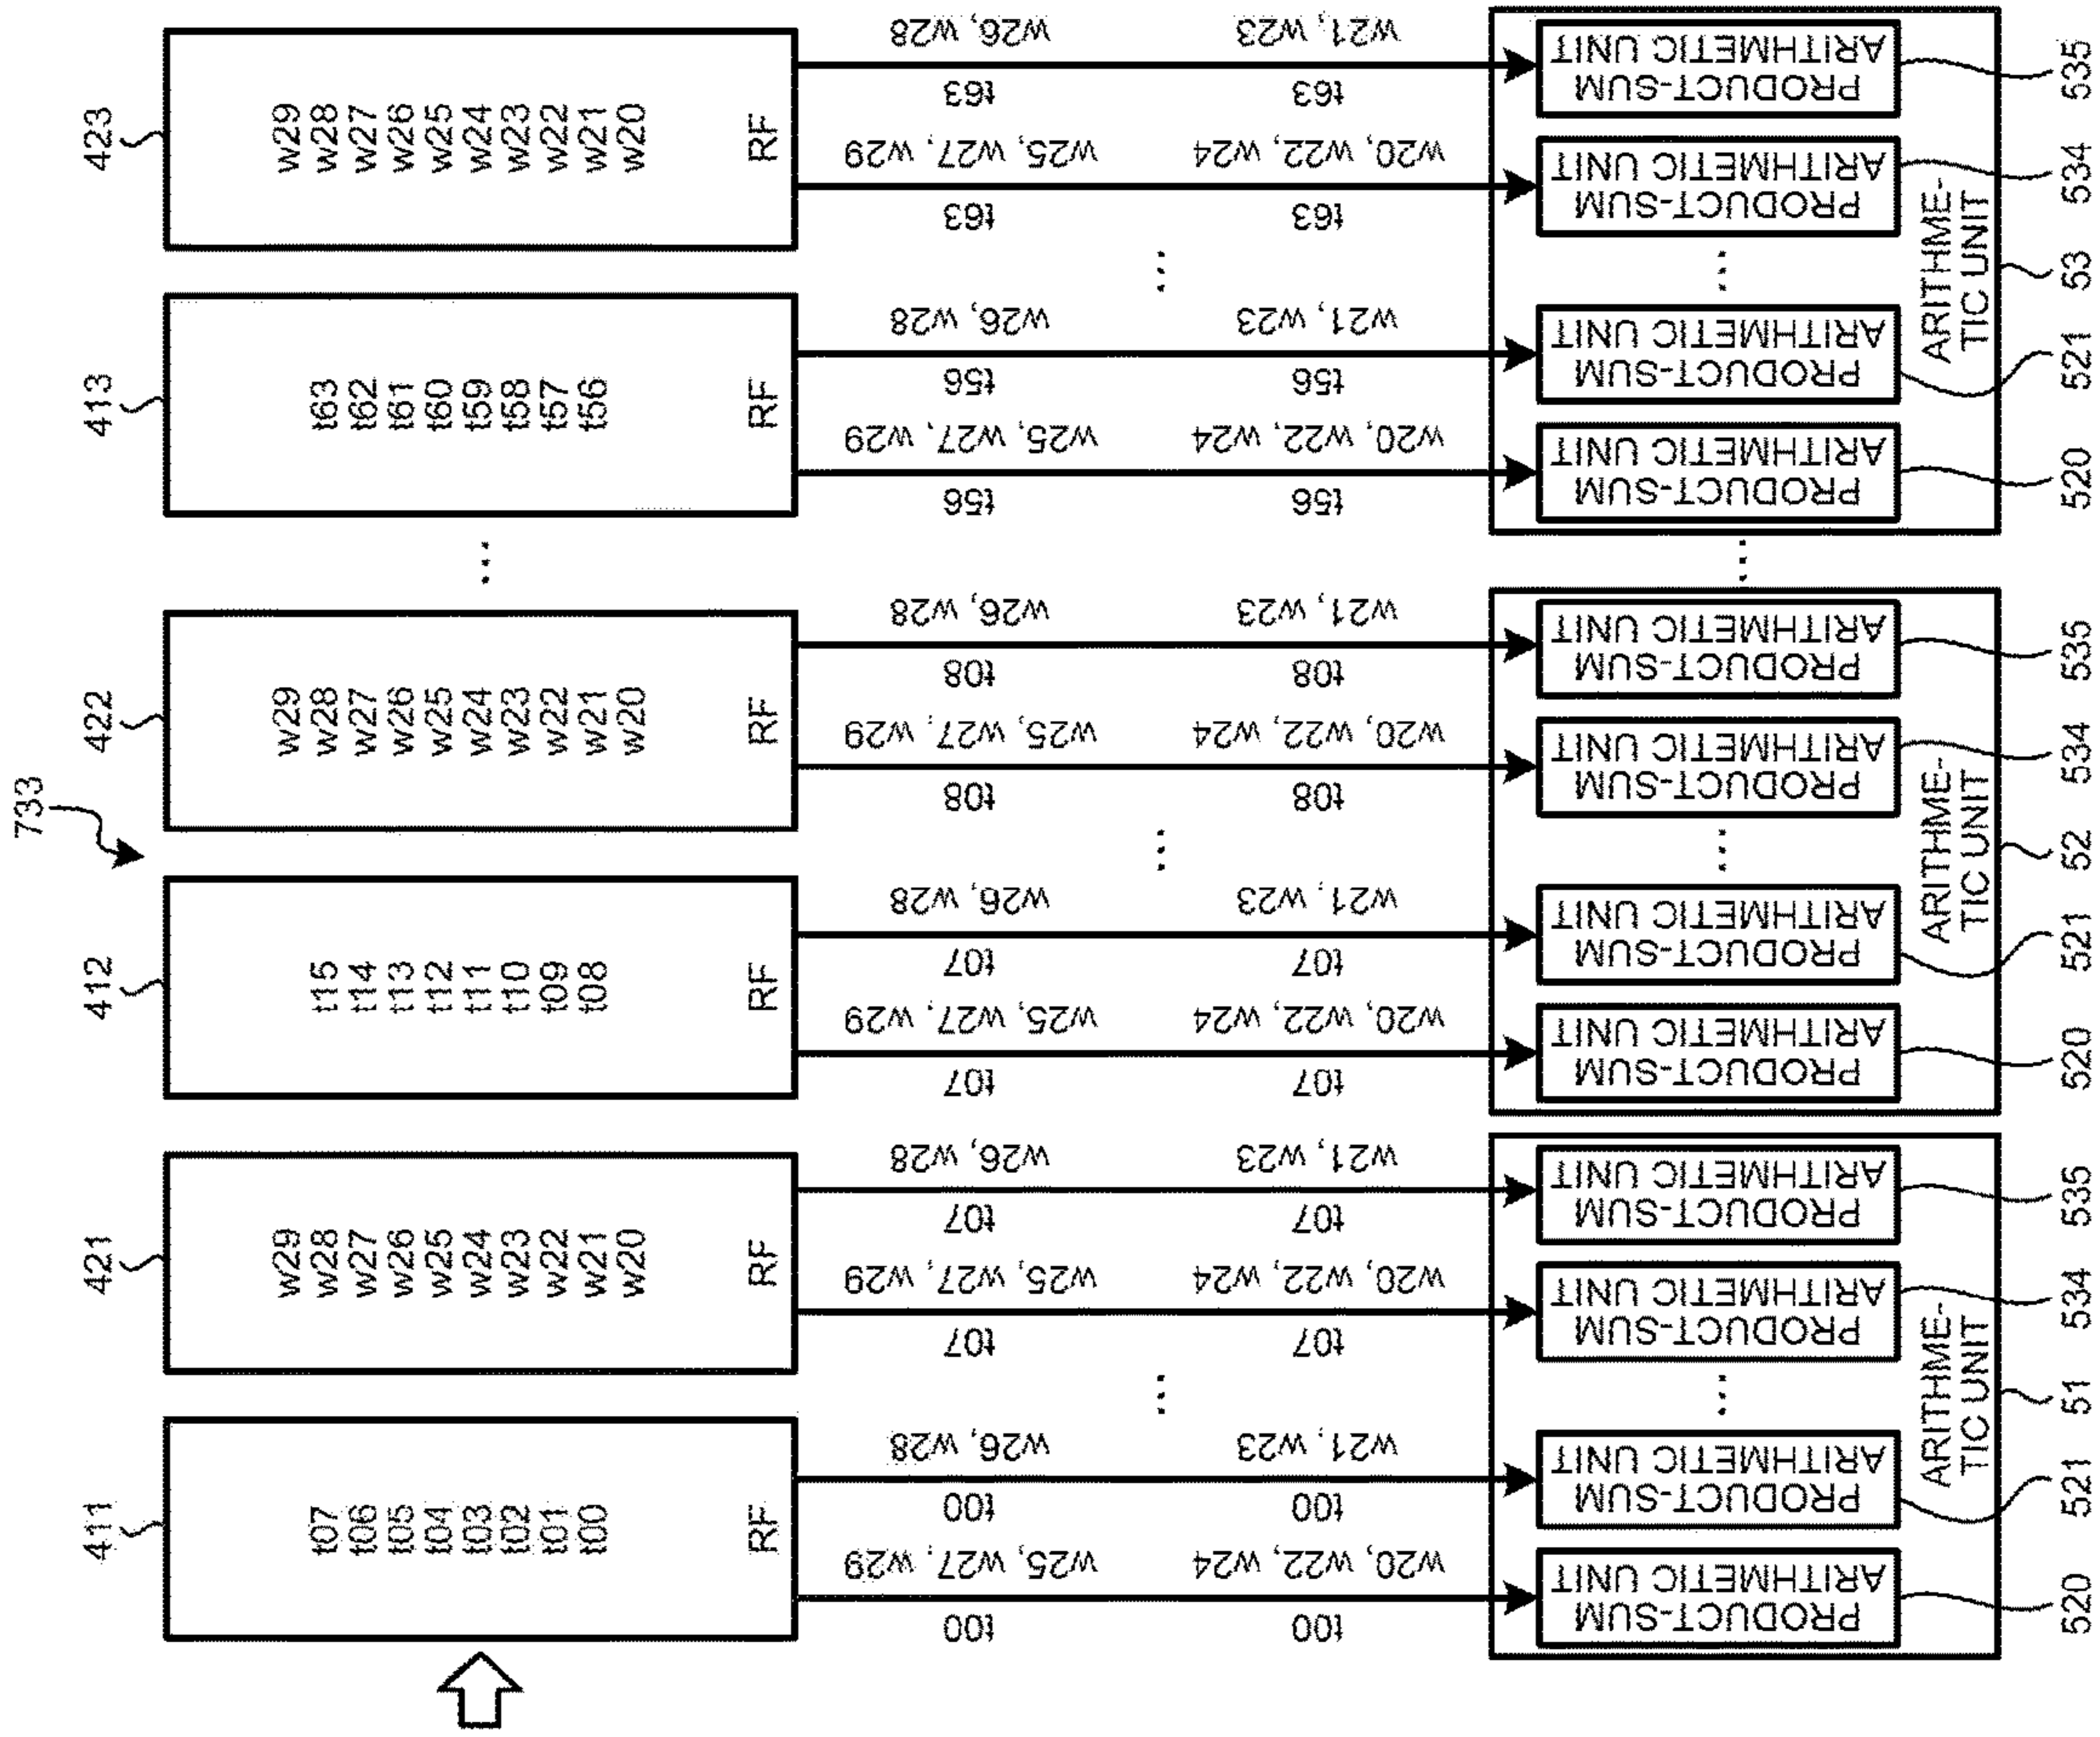 733
411
t07
t06
t05
t04
t03
t02
t01
t00
RF
421
w29
w28
w27
w26
w25
w24
w23
w22
w21
w20
RF
412
t15
t14
t13
t12
t11
t10
t09
t08
RF
422
w29
w28
w27
w26
w25
w24
w23
w22
w21
w20
RF
...
413
t63
t62
t61
t60
t59
t58
t57
t56
RF
423
w29
w28
w27
w26
w25
w24
w23
w22
w21
w20
RF
t00
w25, w27, w29
t00
w20, w22, w24
t00
w26, w28
t00
w21, w23
...
t07
w25, w27, w29
t07
w20, w22, w24
t07
w26, w28
t07
w21, w23
t07
w25, w27, w29
t07
w20, w22, w24
t07
w26, w28
t07
w21, w23
...
t08
w25, w27, w29
t08
w20, w22, w24
t08
w26, w28
t08
w21, w23
t56
w25, w27, w29
t56
w20, w22, w24
t56
w26, w28
t56
w21, w23
...
t63
w25, w27, w29
t63
w20, w22, w24
t63
w26, w28
t63
w21, w23
PRODUCT-SUM
ARITHMETIC UNIT
PRODUCT-SUM
ARITHMETIC UNIT
...
PRODUCT-SUM
ARITHMETIC UNIT
PRODUCT-SUM
ARITHMETIC UNIT
ARITHME-
TIC UNIT
520
521
51
534
535
PRODUCT-SUM
ARITHMETIC UNIT
PRODUCT-SUM
ARITHMETIC UNIT
...
PRODUCT-SUM
ARITHMETIC UNIT
PRODUCT-SUM
ARITHMETIC UNIT
ARITHME-
TIC UNIT
520
521
52
534
535
...
PRODUCT-SUM
ARITHMETIC UNIT
PRODUCT-SUM
ARITHMETIC UNIT
...
PRODUCT-SUM
ARITHMETIC UNIT
PRODUCT-SUM
ARITHMETIC UNIT
ARITHME-
TIC UNIT
520
521
53
534
535